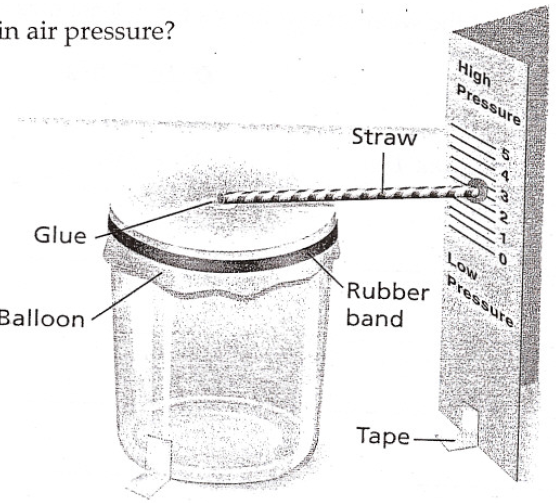 in air pressure?
High
Pressure
Straw
5
4
3
2
1
0
Glue
Low
Pressure
Balloon
Rubber
band
Tape